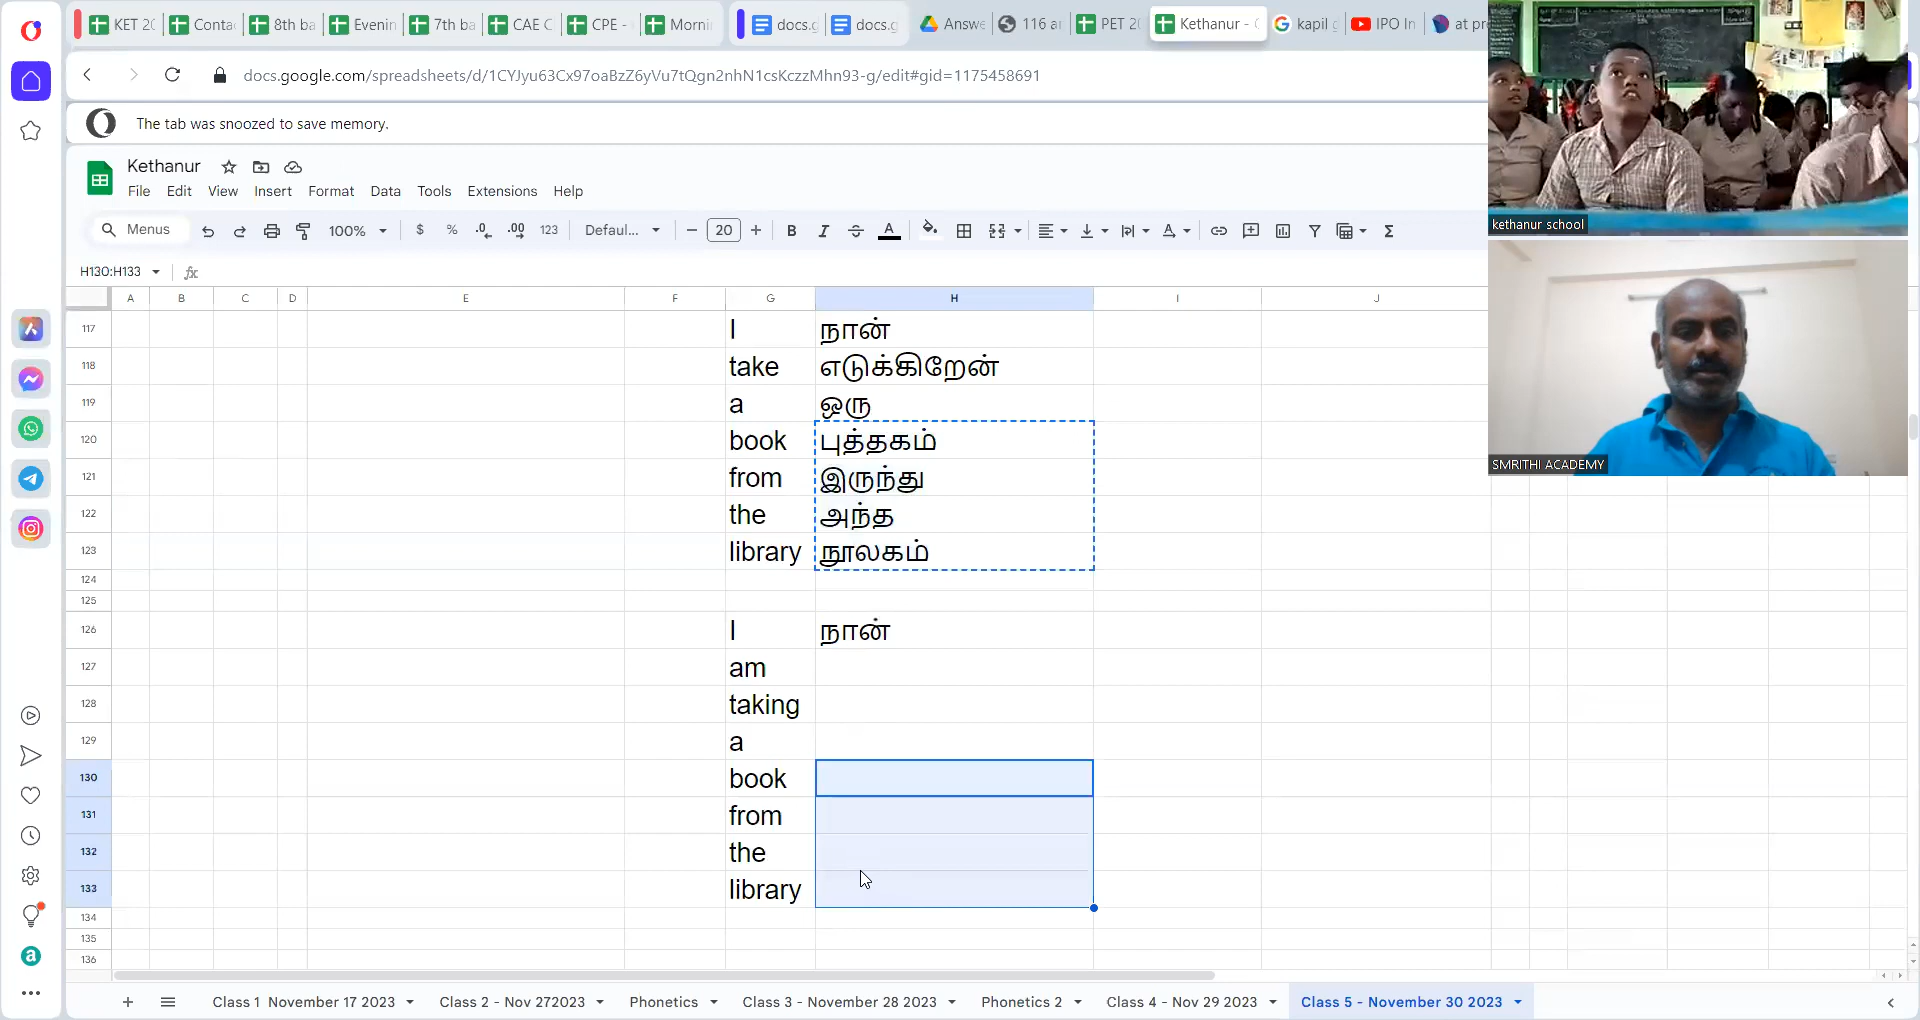 KET 20
Conta
8th ba
Evenin
7th ba
CAE C
CPE -
Mornin
docs.g
docs.g
Answe
116 ar
PET 20
Kethanur -
kapil g
IPO In
at pr
docs.google.com/spreadsheets/d/1CYJyu63Cx97oaBzZ6yVu7tQgn2nhN1csKczzMhn93-g/edit#gid=1175458691
The tab was snoozed to save memory.
Kethanur
File Edit View Insert Format Data Tools Extensions Help
Menus 100% $ % .0 .00 123 Defaul... 20 B I S A Σ
H130:H133 fx
A B C D E F G H I J
117 I நான்
118 take எடுக்கிறேன்
119 a ஒரு
120 book புத்தகம்
121 from இருந்து
122 the அந்த
123 library நூலகம்
124
125
126 I நான்
127 am
128 taking
129 a
130 book
131 from
132 the
133 library
134
135
136
Class 1 November 17 2023
Class 2 - Nov 272023
Phonetics
Class 3 - November 28 2023
Phonetics 2
Class 4 - Nov 29 2023
Class 5 - November 30 2023
kethanur school
SMRITHI ACADEMY